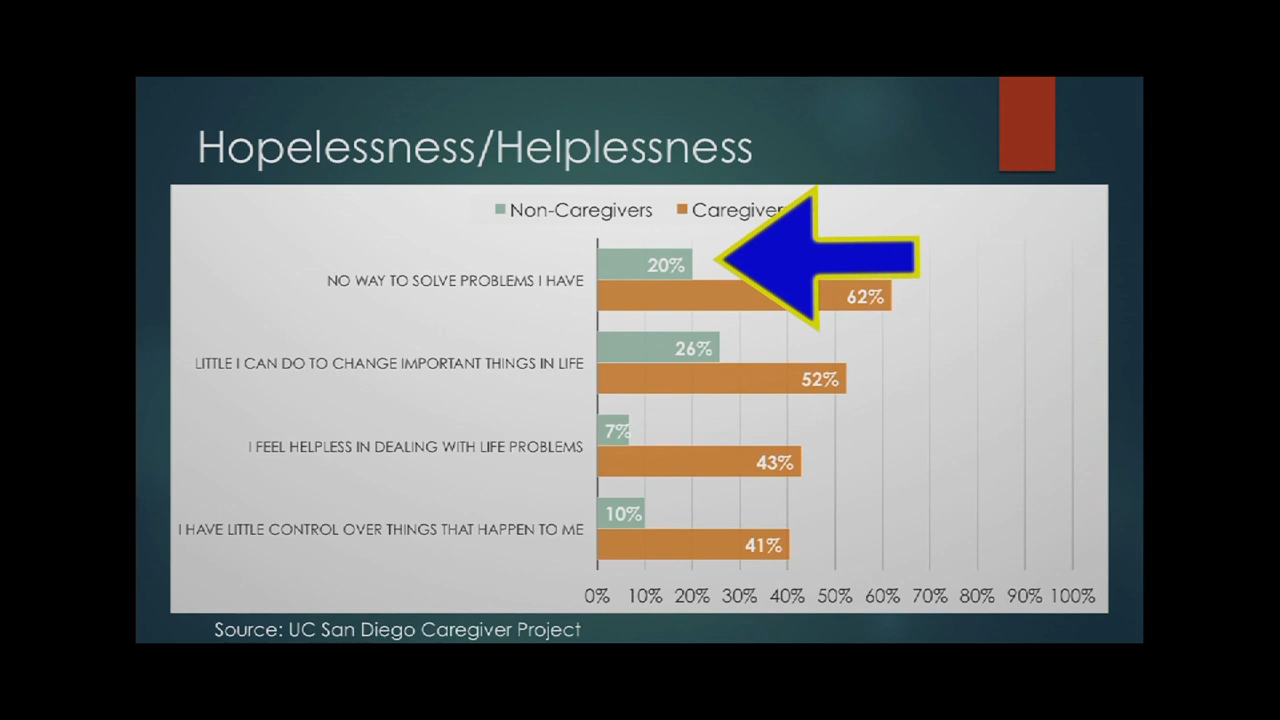 Hopelessness/Helplessness
Non-Caregivers
NO WAY TO SOLVE PROBLEMS I HAVE
20%
62%
LITTLE I CAN DO TO CHANGE IMPORTANT THINGS IN LIFE
26%
52%
I FEEL HELPLESS IN DEALING WITH LIFE PROBLEMS
7%
43%
I HAVE LITTLE CONTROL OVER THINGS THAT HAPPEN TO ME
10%
41%
0% 10% 20% 30% 40% 50% 60% 70% 80% 90% 100%
Source: UC San Diego Caregiver Project